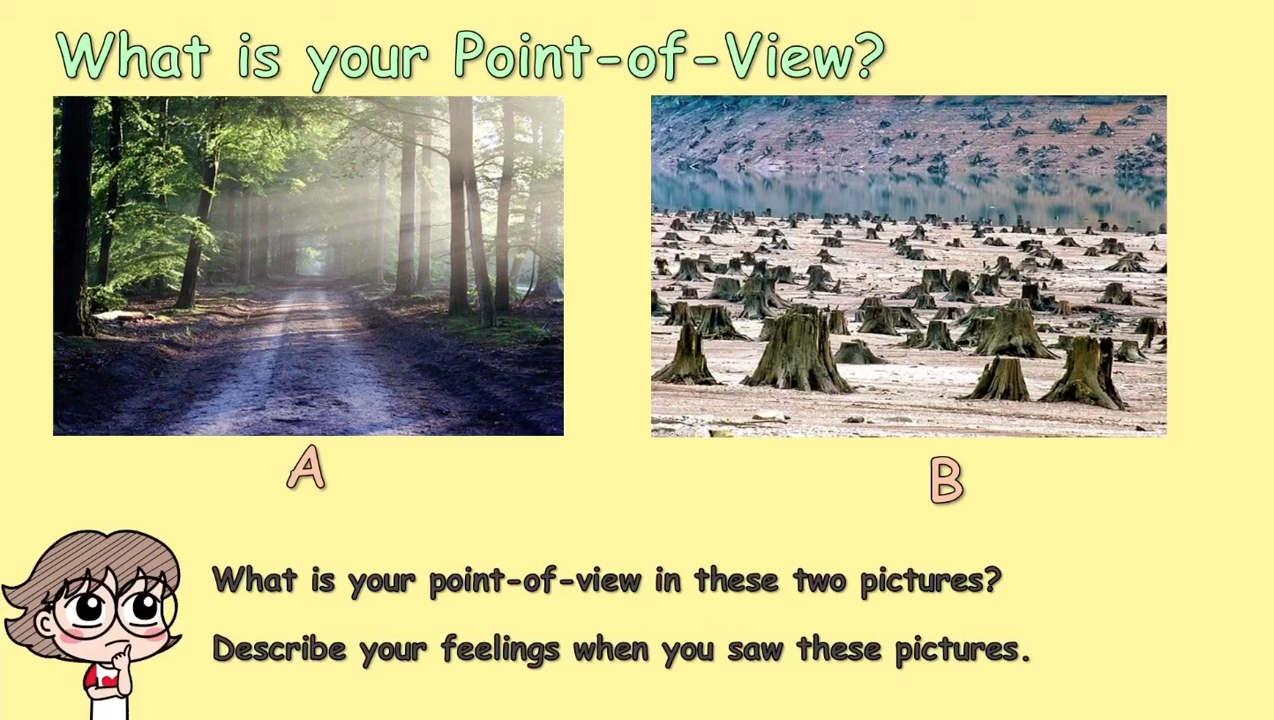 What is your Point-of-View?
A
B
What is your point-of-view in these two pictures?
Describe your feelings when you saw these pictures.